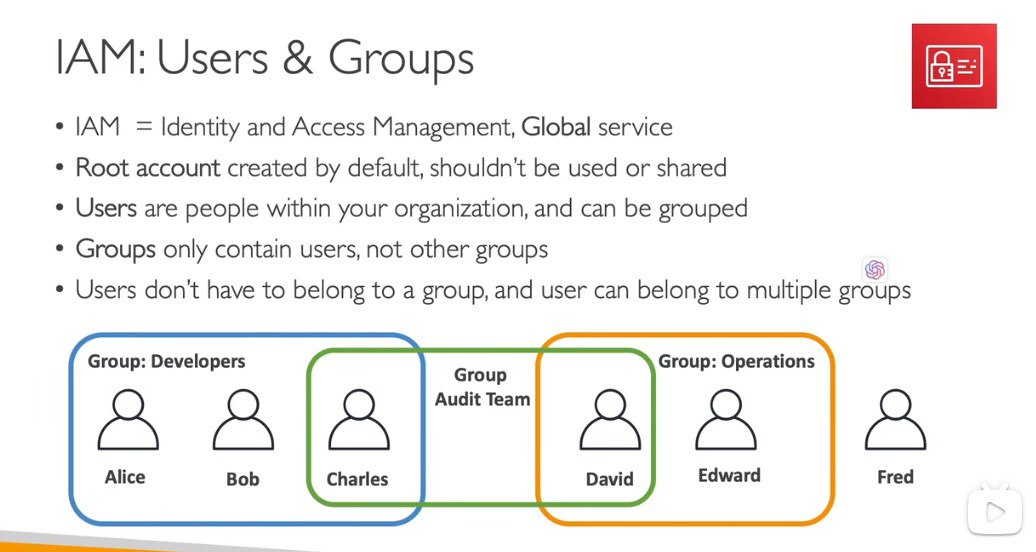 IAM: Users & Groups
• IAM = Identity and Access Management, Global service
• Root account created by default, shouldn't be used or shared
• Users are people within your organization, and can be grouped
• Groups only contain users, not other groups
• Users don't have to belong to a group, and user can belong to multiple groups
Group: Developers
Group
Audit Team
Group: Operations
Alice
Bob
Charles
David
Edward
Fred